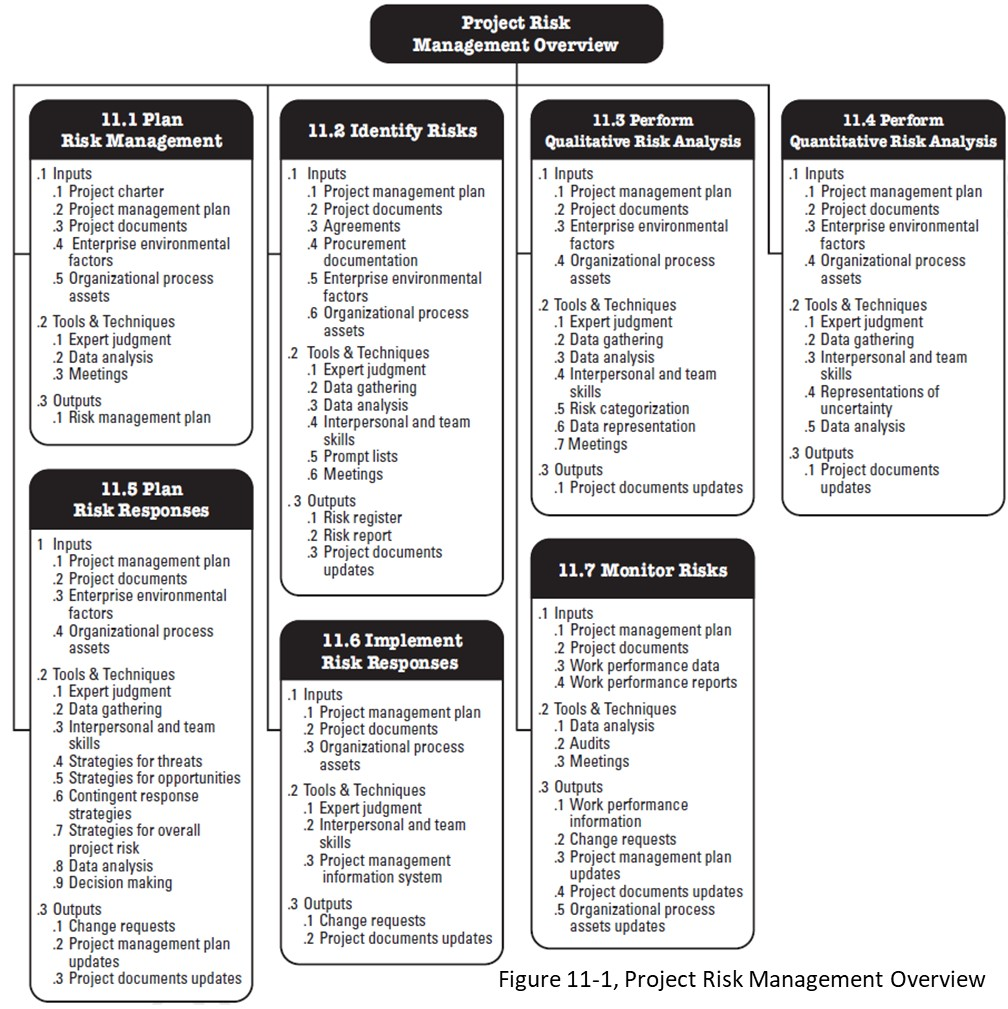 Project Risk
Management Overview
11.1 Plan
Risk Management
.1 Inputs
.1 Project charter
.2 Project management plan
.3 Project documents
.4 Enterprise environmental
factors
.5 Organizational process
assets
.2 Tools & Techniques
.1 Expert judgment
.2 Data analysis
.3 Meetings
.3 Outputs
.1 Risk management plan
11.2 Identify Risks
.1 Inputs
.1 Project management plan
.2 Project documents
.3 Agreements
.4 Procurement
documentation
.5 Enterprise environmental
factors
.6 Organizational process
assets
.2 Tools & Techniques
.1 Expert judgment
.2 Data gathering
.3 Data analysis
.4 Interpersonal and team
skills
.5 Prompt lists
.6 Meetings
.3 Outputs
.1 Risk register
.2 Risk report
.3 Project documents
updates
11.3 Perform
Qualitative Risk Analysis
.1 Inputs
.1 Project management plan
.2 Project documents
.3 Enterprise environmental
factors
.4 Organizational process
assets
.2 Tools & Techniques
.1 Expert judgment
.2 Data gathering
.3 Data analysis
.4 Interpersonal and team
skills
.5 Risk categorization
.6 Data representation
.7 Meetings
.3 Outputs
.1 Project documents updates
11.4 Perform
Quantitative Risk Analysis
.1 Inputs
.1 Project management plan
.2 Project documents
.3 Enterprise environmental
factors
.4 Organizational process
assets
.2 Tools & Techniques
.1 Expert judgment
.2 Data gathering
.3 Interpersonal and team
skills
.4 Representations of
uncertainty
.5 Data analysis
.3 Outputs
.1 Project documents
updates
11.5 Plan
Risk Responses
1 Inputs
.1 Project management plan
.2 Project documents
.3 Enterprise environmental
factors
.4 Organizational process
assets
.2 Tools & Techniques
.1 Expert judgment
.2 Data gathering
.3 Interpersonal and team
skills
.4 Strategies for threats
.5 Strategies for opportunities
.6 Contingent response
strategies
.7 Strategies for overall
project risk
.8 Data analysis
.9 Decision making
.3 Outputs
.1 Change requests
.2 Project management plan
updates
.3 Project documents updates
11.6 Implement
Risk Responses
.1 Inputs
.1 Project management plan
.2 Project documents
.3 Organizational process
assets
.2 Tools & Techniques
.1 Expert judgment
.2 Interpersonal and team
skills
.3 Project management
information system
.3 Outputs
.1 Change requests
.2 Project documents updates
11.7 Monitor Risks
.1 Inputs
.1 Project management plan
.2 Project documents
.3 Work performance data
.4 Work performance reports
.2 Tools & Techniques
.1 Data analysis
.2 Audits
.3 Meetings
.3 Outputs
.1 Work performance
information
.2 Change requests
.3 Project management plan
updates
.4 Project documents updates
.5 Organizational process
assets updates
Figure 11-1, Project Risk Management Overview